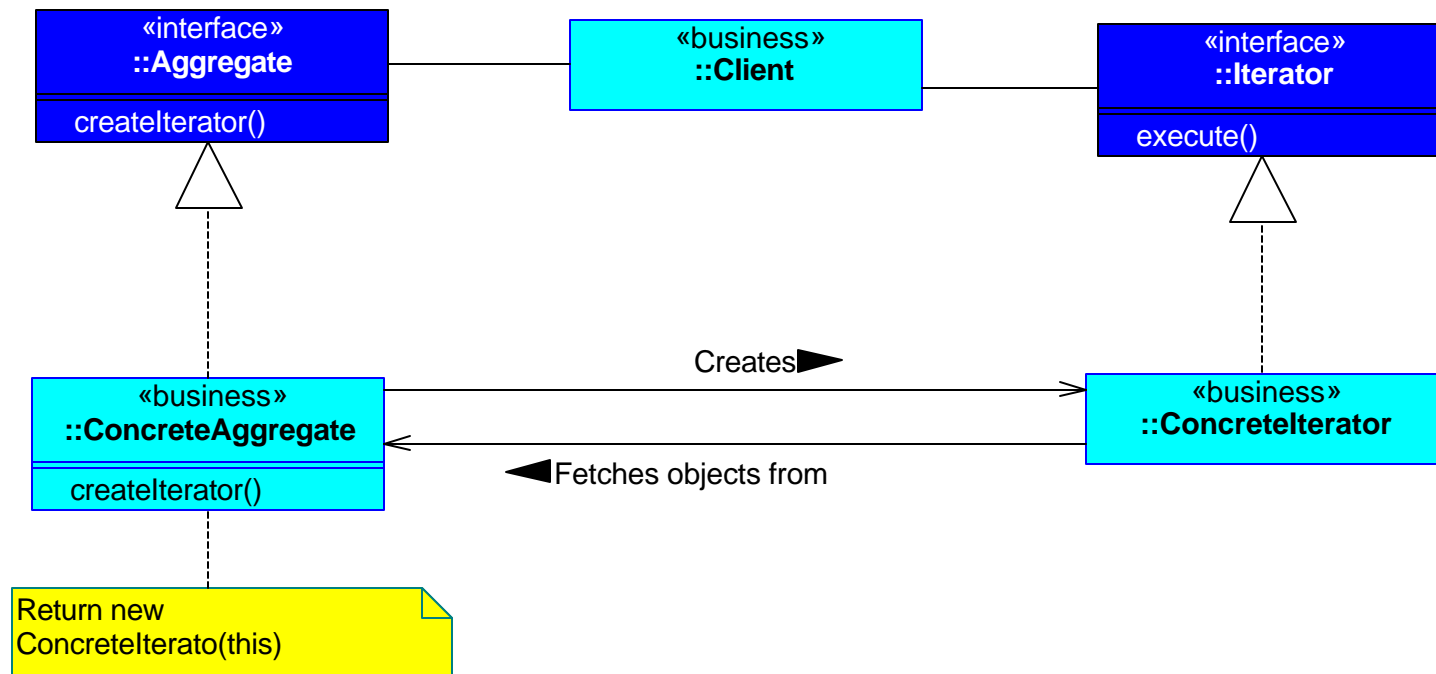 «interface»
::Aggregate
createIterator()
«business»
::Client
«interface»
::Iterator
execute()
Creates
«business»
::ConcreteAggregate
createIterator()
«business»
::ConcreteIterator
Fetches objects from
Return new
ConcreteIterato(this)